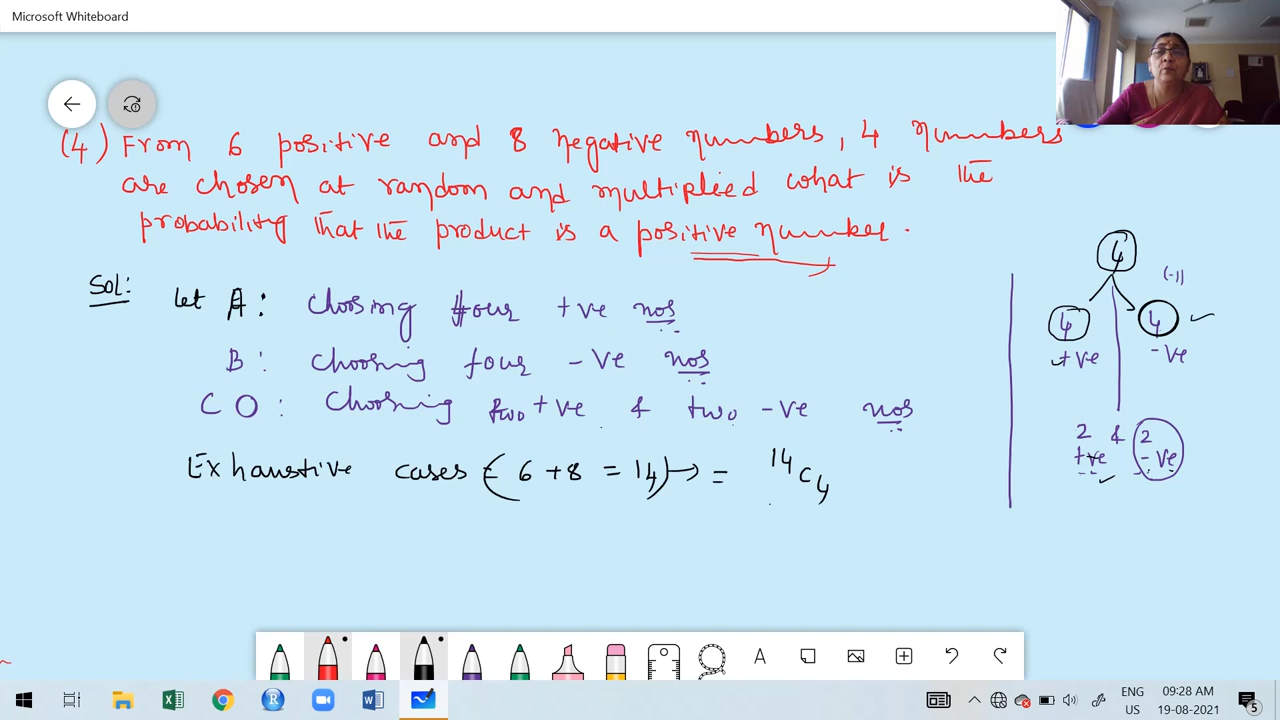 Microsoft Whiteboard
(4) From 6 positive and 8 negative numbers, 4 numbers
are chosen at random and multiplied what is the
probability that the product is a positive number.
Sol:
let A: choosing four +ve nos
B: choosing four -ve nos
C O: choosing two +ve & two -ve nos
Exhaustive cases = (6 + 8 = 14) → = ¹⁴C₄
4
(-1)
4 4
+ve -ve
2 & 2
+ve -ve
A
ENG
US
09:28 AM
19-08-2021
5